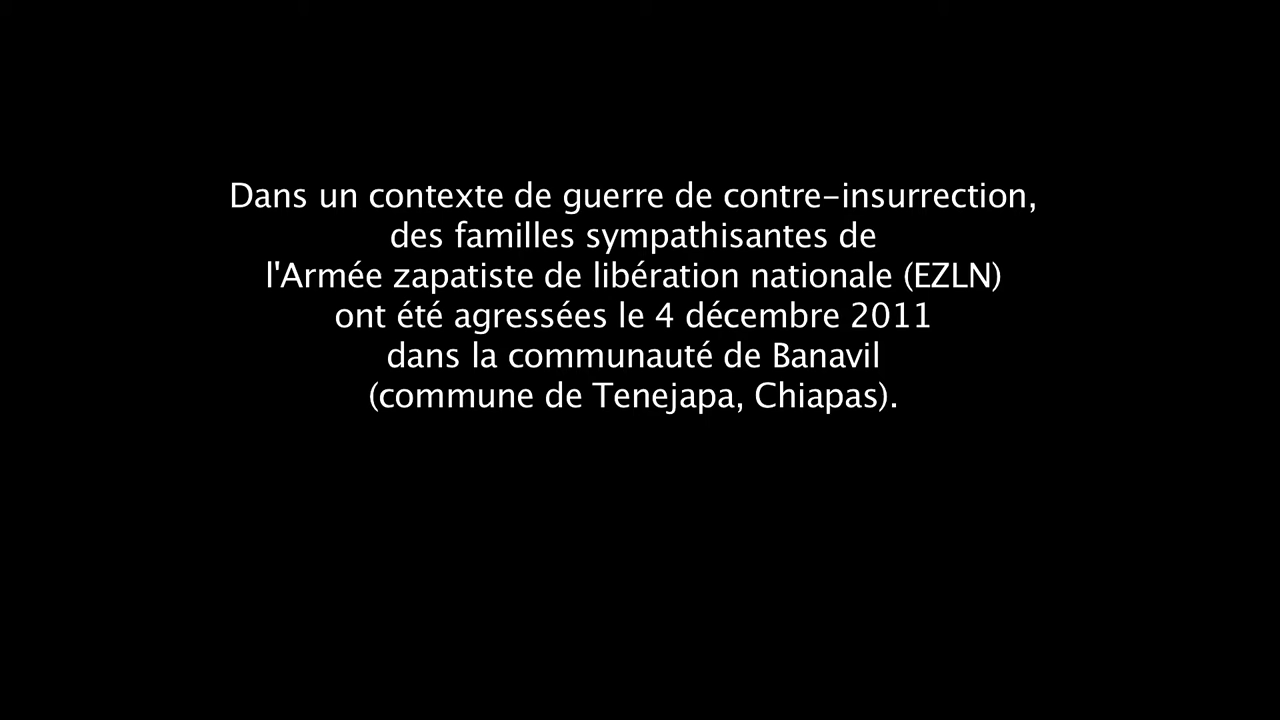 Dans un contexte de guerre de contre-insurrection,
des familles sympathisantes de
l'Armée zapatiste de libération nationale (EZLN)
ont été agressées le 4 décembre 2011
dans la communauté de Banavil
(commune de Tenejapa, Chiapas).